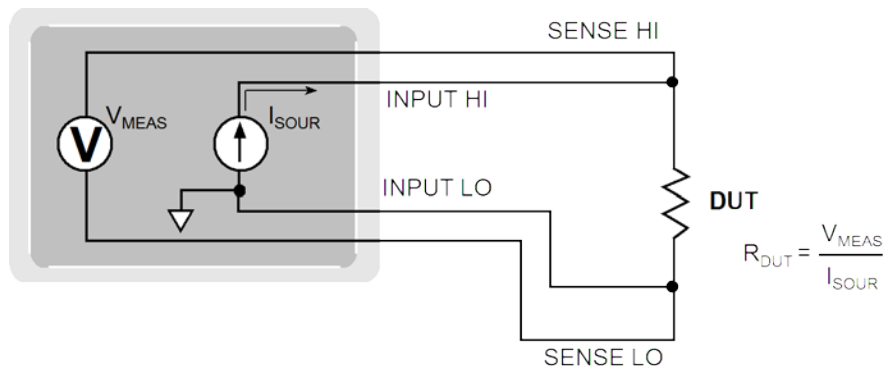 SENSE HI
INPUT HI
V
VMEAS
ISOUR
INPUT LO
DUT
RDUT = VMEAS / ISOUR
SENSE LO